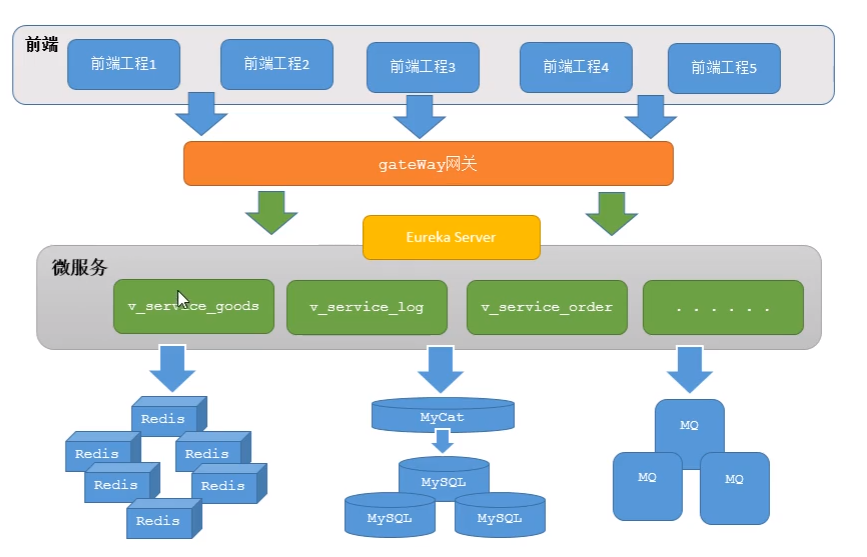 前端
前端工程1
前端工程2
前端工程3
前端工程4
前端工程5
gateWay网关
Eureka Server
微服务
v_service_goods
v_service_log
v_service_order
. . . . . .
Redis
Redis
Redis
Redis
Redis
Redis
MyCat
MySQL
MySQL
MySQL
MQ
MQ
MQ